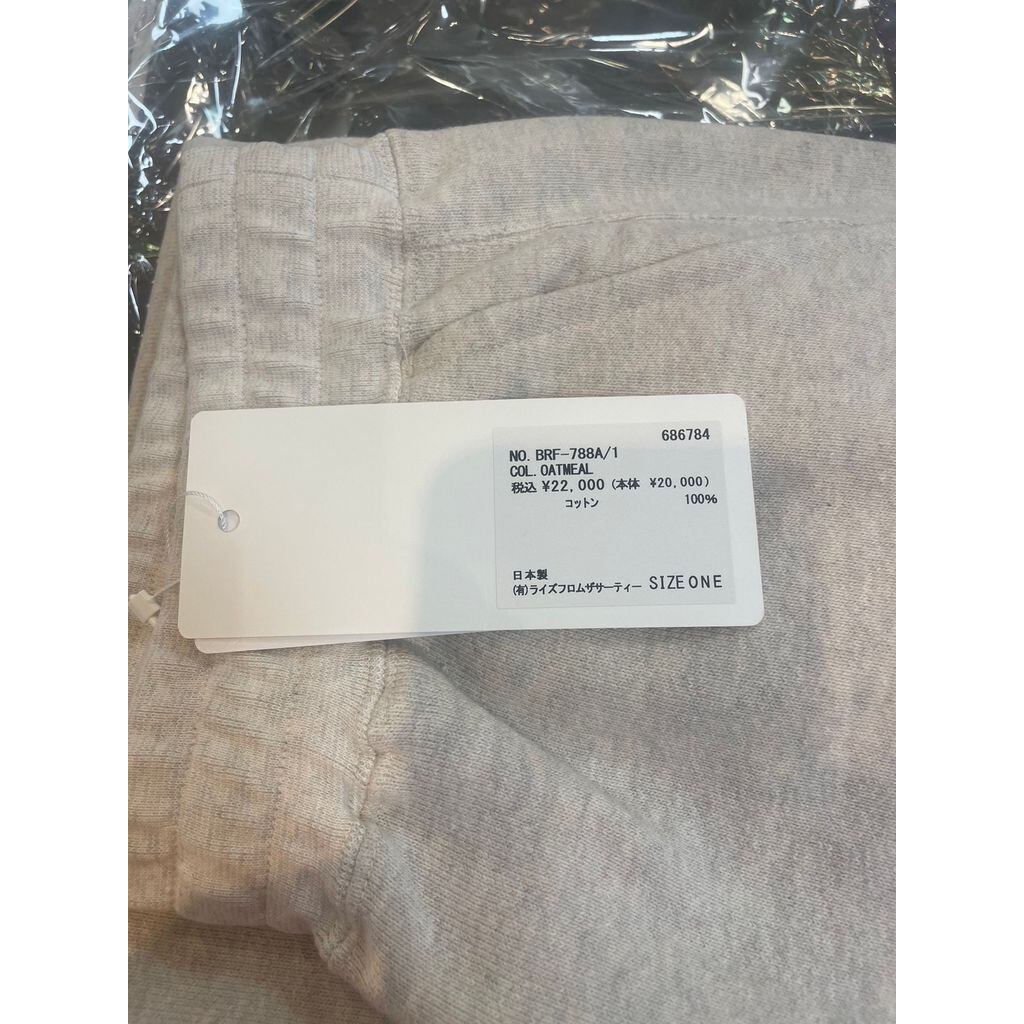 686784
NO. BRF-788A/1
COL. OATMEAL
税込 ¥22,000 (本体 ¥20,000)
コットン 100%
日本製
(有)ライズフロムザサーティー SIZE ONE